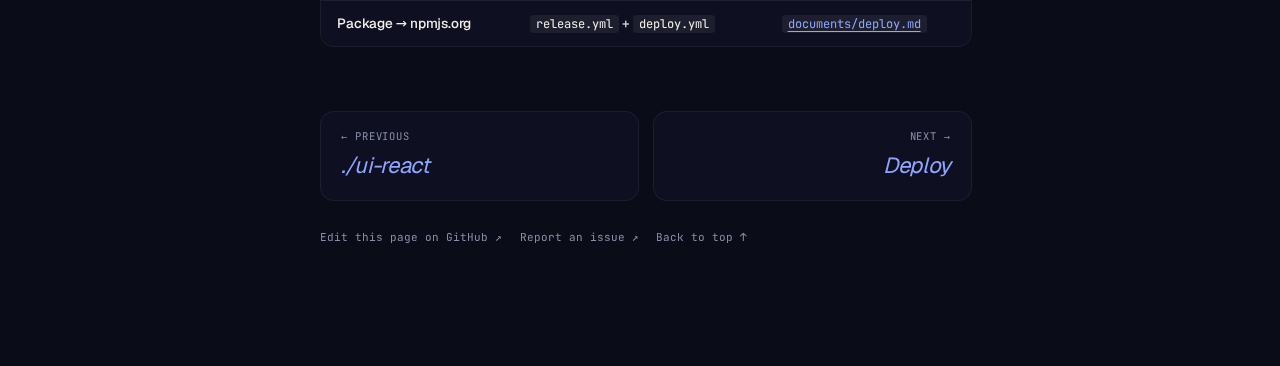 Package → npmjs.org release.yml + deploy.yml documents/deploy.md
← PREVIOUS
./ui-react
NEXT →
Deploy
Edit this page on GitHub ↗ Report an issue ↗ Back to top ↑